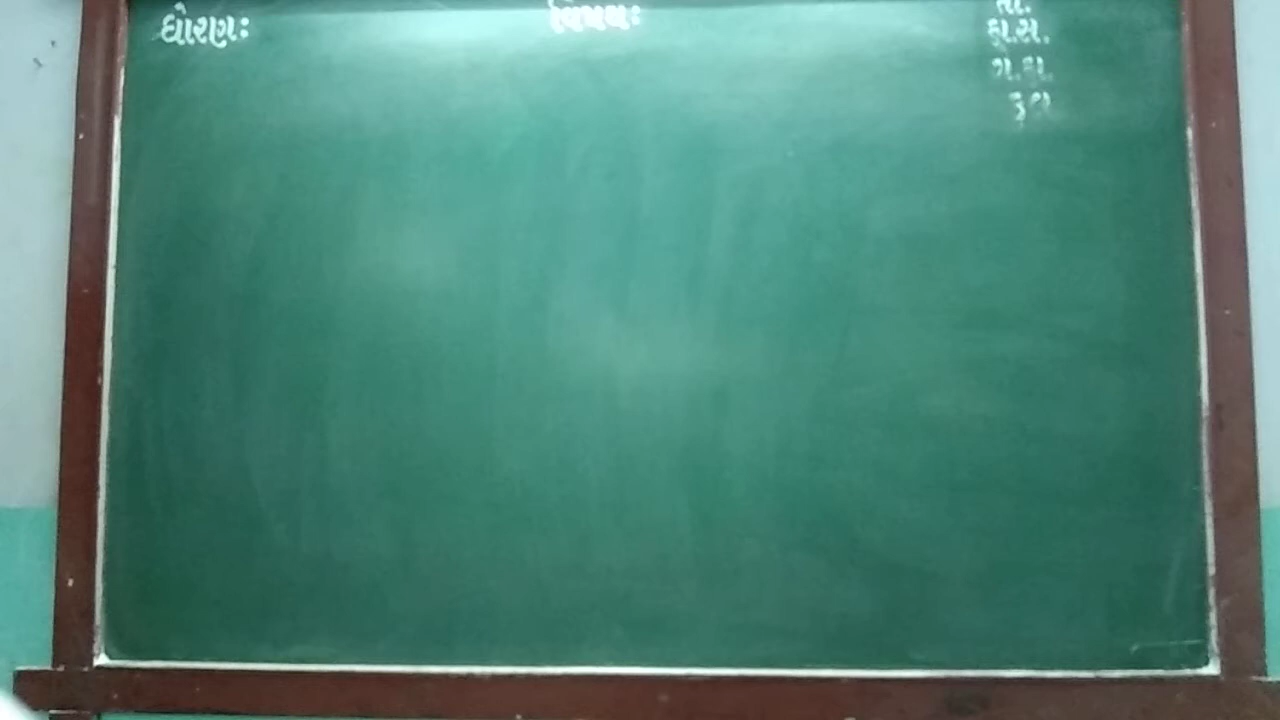 ધોરણઃ
વિષયઃ
તા.
હા.સં.
ગે.હા.
કુલ